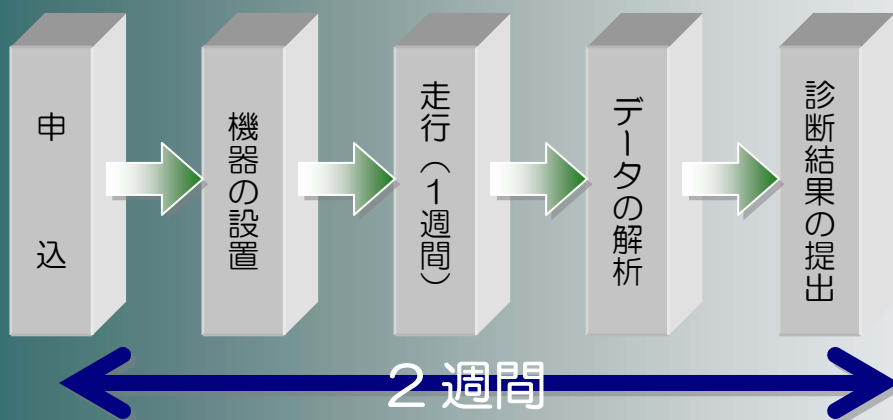 申込
機器の設置
走行（1週間）
データの解析
診断結果の提出
2週間